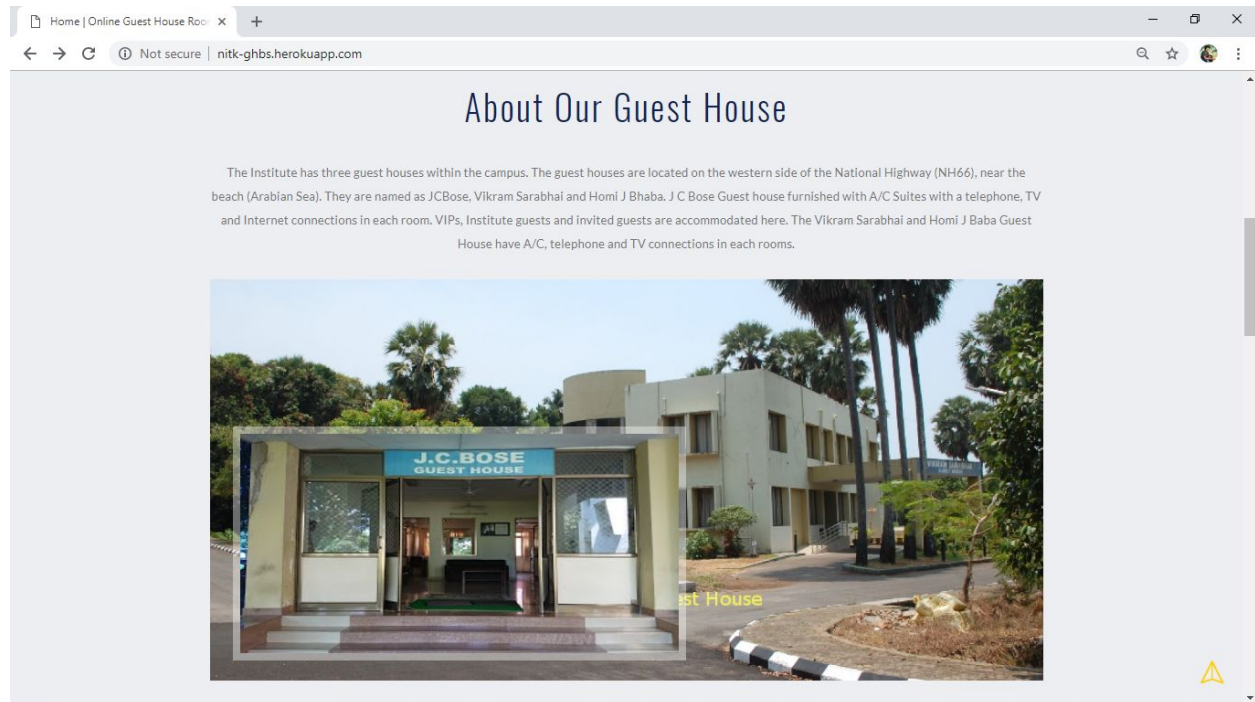 Home | Online Guest House Roo
Not secure | nitk-ghbs.herokuapp.com
About Our Guest House
The Institute has three guest houses within the campus. The guest houses are located on the western side of the National Highway (NH66), near the
beach (Arabian Sea). They are named as JCBose, Vikram Sarabhai and Homi J Bhaba. J C Bose Guest house furnished with A/C Suites with a telephone, TV
and Internet connections in each room. VIPs, Institute guests and invited guests are accommodated here. The Vikram Sarabhai and Homi J Baba Guest
House have A/C, telephone and TV connections in each rooms.
J.C.BOSE
GUEST HOUSE
VIKRAM SARABHAI
GUEST HOUSE
est House